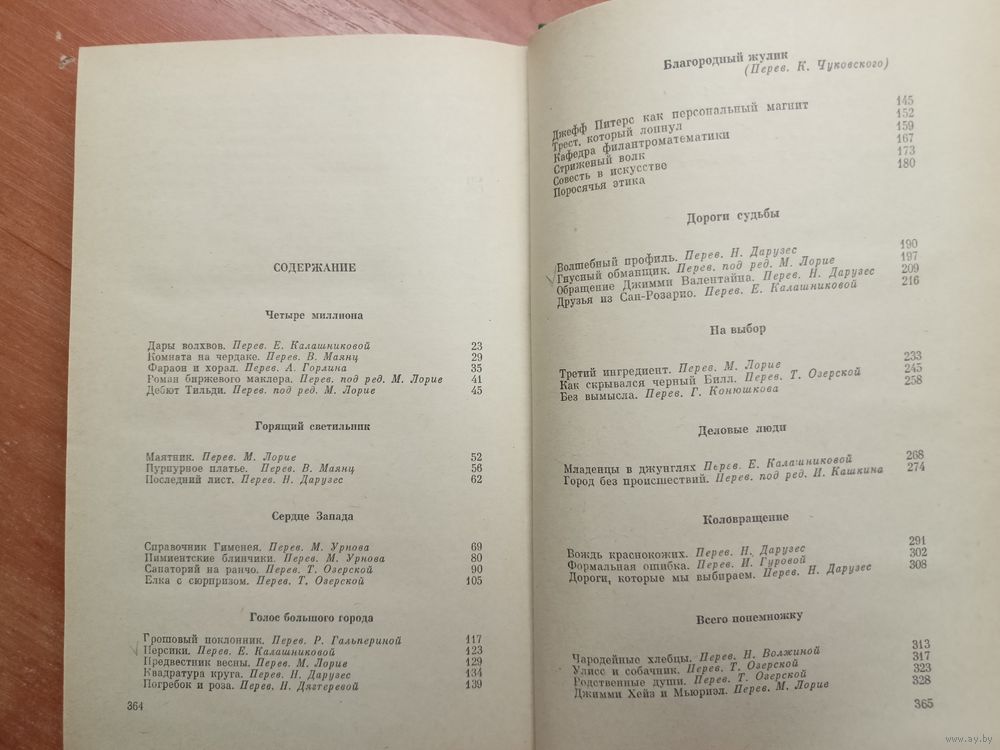 СОДЕРЖАНИЕ
Четыре миллиона
Дары волхвов. Перев. Е. Калашниковой 23
Комната на чердаке. Перев. В. Маянц 29
Фараон и хорал. Перев. А. Горлина 35
Роман биржевого маклера. Перев. под ред. М. Лорие 41
Дебют Тильди. Перев. под ред. М. Лорие 45
Горящий светильник
Маятник. Перев. М. Лорие 52
Пурпурное платье. Перев. В. Маянц 56
Последний лист. Перев. Н. Дарузес 62
Сердце Запада
Справочник Гименея. Перев. М. Урнова 69
Пимиентские блинчики. Перев. М. Урнова 80
Санаторий на ранчо. Перев. Т. Озерской 90
Елка с сюрпризом. Перев. Т. Озерской 105
Голос большого города
Грошовый поклонник. Перев. Р. Гальпериной 117
Персики. Перев. Е. Калашниковой 123
Предвестник весны. Перев. М. Лорие 129
Квадратура круга. Перев. Н. Дарузес 134
Погребок и роза. Перев. Н. Дягтеревой 139
364
Благородный жулик
(Перев. К. Чуковского)
Джефф Питерс как персональный магнит 145
Трест, который лопнул 152
Кафедра филантроматематики 159
Стриженый волк 167
Совесть в искусстве 173
Поросячья этика 180
Дороги судьбы
Волшебный профиль. Перев. Н. Дарузес 190
Гнусный обманщик. Перев. под ред. М. Лорие 197
Обращение Джимми Валентайна. Перев. Н. Дарузес 209
Друзья из Сан-Розарио. Перев. Е. Калашниковой 216
На выбор
Третий ингредиент. Перев. М. Лорие 233
Как скрывался черный Билл. Перев. Т. Озерской 245
Без вымысла. Перев. Г. Конюшкова 258
Деловые люди
Младенцы в джунглях Перев. Е. Калашниковой 268
Город без происшествий. Перев. под ред. И. Кашкина 274
Коловращение
Вождь краснокожих. Перев. Н. Дарузес 291
Формальная ошибка. Перев. И. Гуровой 302
Дороги, которые мы выбираем. Перев. Н. Дарузес 308
Всего понемножку
Чародейные хлебцы. Перев. Н. Волжиной 313
Улисс и собачник. Перев. Т. Озерской 317
Родственные души. Перев. Т. Озерской 323
Джимми Хейз и Мьюриэл. Перев. М. Лорие 328
365
www.ay.by